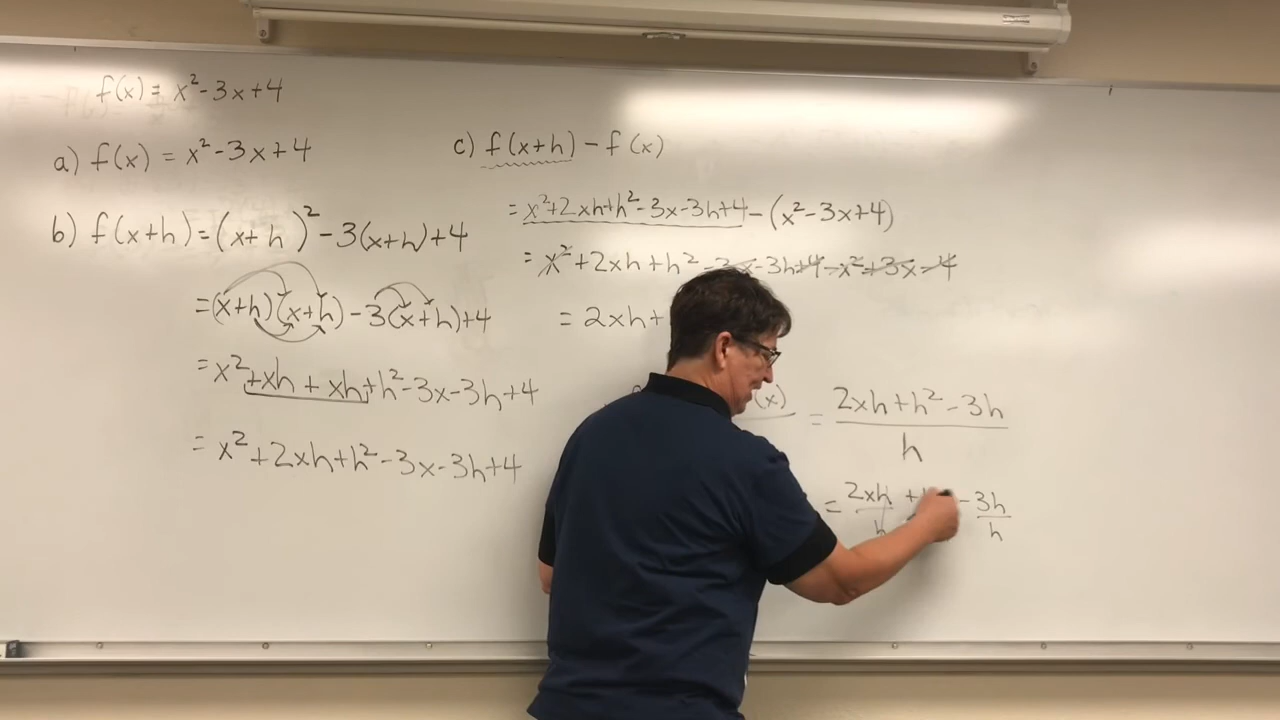 f(x) = x²-3x+4
a) f(x) = x²-3x+4
b) f(x+h)=(x+h)²-3(x+h)+4
=(x+h)(x+h)-3(x+h)+4
=x²+xh+xh+h²-3x-3h+4
=x²+2xh+h²-3x-3h+4
c) f(x+h)-f(x)
=x²+2xh+h²-3x-3h+4-(x²-3x+4)
=x²+2xh+h²-3x-3h+4-x²+3x-4
= 2xh+
(x)
= 2xh+h²-3h
h
= 2xh + -3h
h h